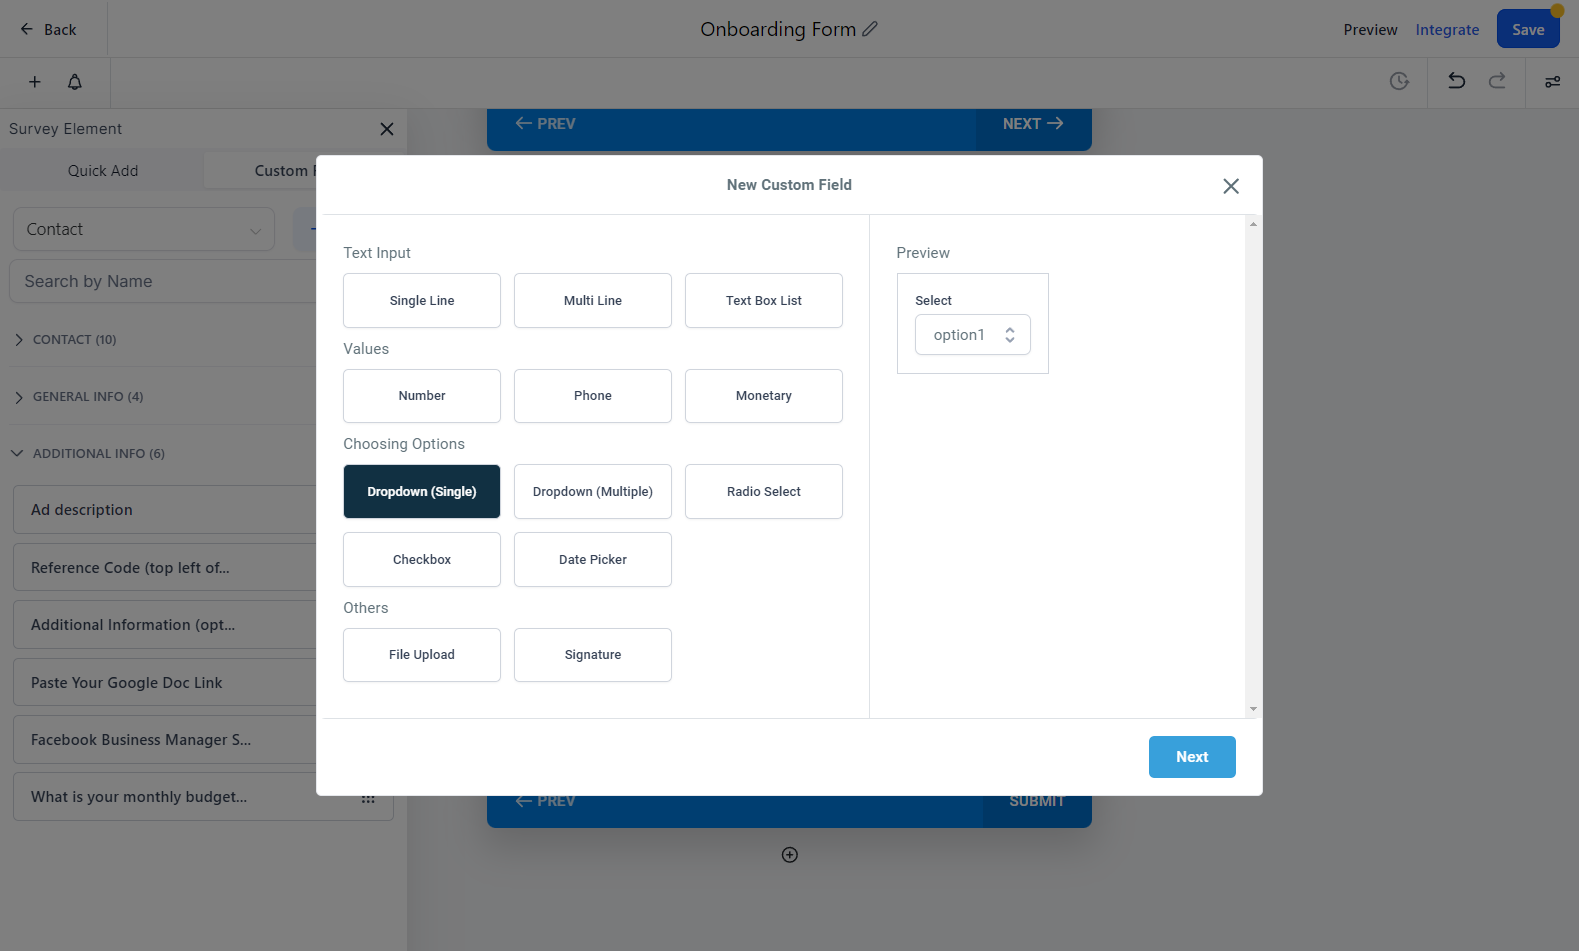 Back
Onboarding Form
Preview
Integrate
Save
Survey Element
PREV
NEXT
Quick Add
Custom F
Contact
Search by Name
CONTACT (10)
GENERAL INFO (4)
ADDITIONAL INFO (6)
Ad description
Reference Code (top left of...
Additional Information (opt...
Paste Your Google Doc Link
Facebook Business Manager S...
What is your monthly budget...
New Custom Field
Text Input
Single Line
Multi Line
Text Box List
Values
Number
Phone
Monetary
Choosing Options
Dropdown (Single)
Dropdown (Multiple)
Radio Select
Checkbox
Date Picker
Others
File Upload
Signature
Preview
Select
option1
Next
PREV
SUBMIT